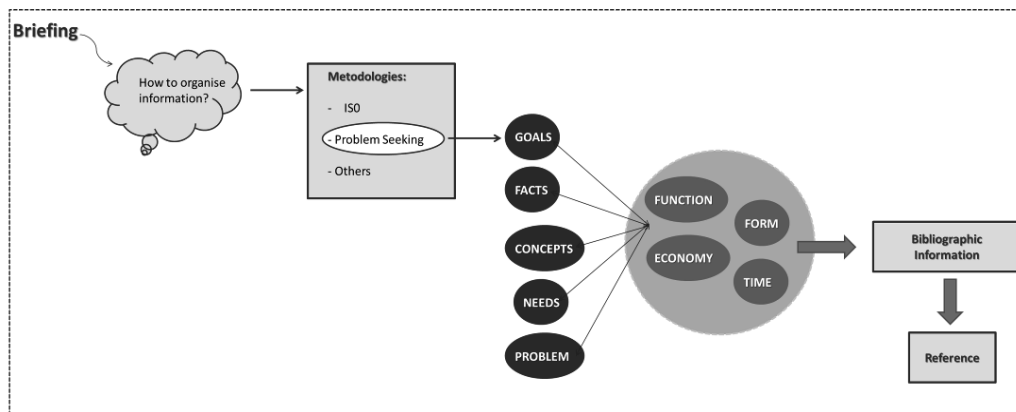 Briefing
How to organise
information?
Metodologies:
- IS0
- Problem Seeking
- Others
GOALS
FACTS
CONCEPTS
NEEDS
PROBLEM
FUNCTION
FORM
ECONOMY
TIME
Bibliographic
Information
Reference